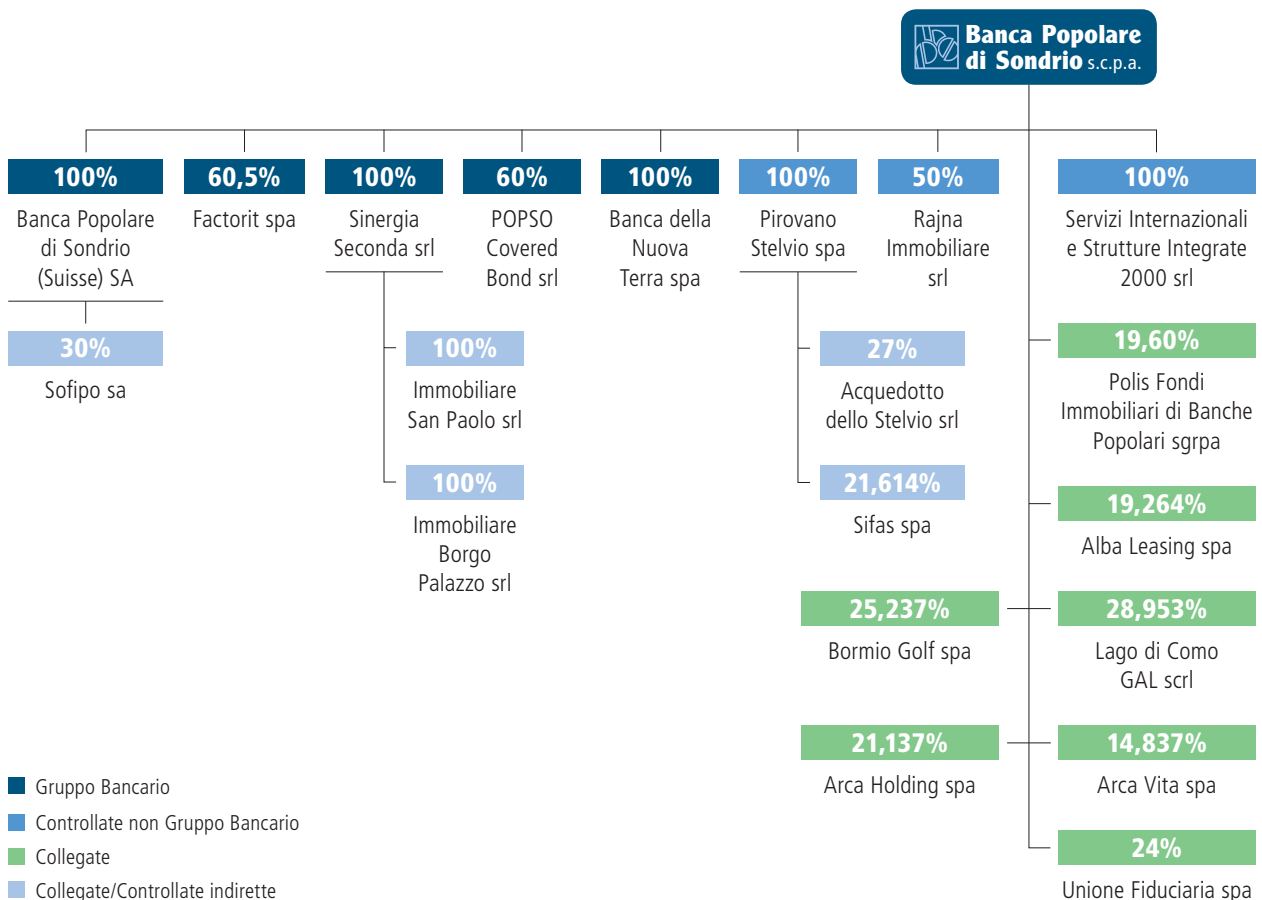 Banca Popolare
di Sondrio s.c.p.a.
100%
Banca Popolare
di Sondrio
(Suisse) SA
60,5%
Factorit spa
100%
Sinergia
Seconda srl
60%
POPSO
Covered
Bond srl
100%
Banca della
Nuova
Terra spa
100%
Pirovano
Stelvio spa
50%
Rajna
Immobiliare
srl
100%
Servizi Internazionali
e Strutture Integrate
2000 srl
30%
Sofipo sa
100%
Immobiliare
San Paolo srl
100%
Immobiliare
Borgo
Palazzo srl
27%
Acquedotto
dello Stelvio srl
21,614%
Sifas spa
19,60%
Polis Fondi
Immobiliari di Banche
Popolari sgrpa
19,264%
Alba Leasing spa
25,237%
Bormio Golf spa
28,953%
Lago di Como
GAL scrl
21,137%
Arca Holding spa
14,837%
Arca Vita spa
24%
Unione Fiduciaria spa
Gruppo Bancario
Controllate non Gruppo Bancario
Collegate
Collegate/Controllate indirette